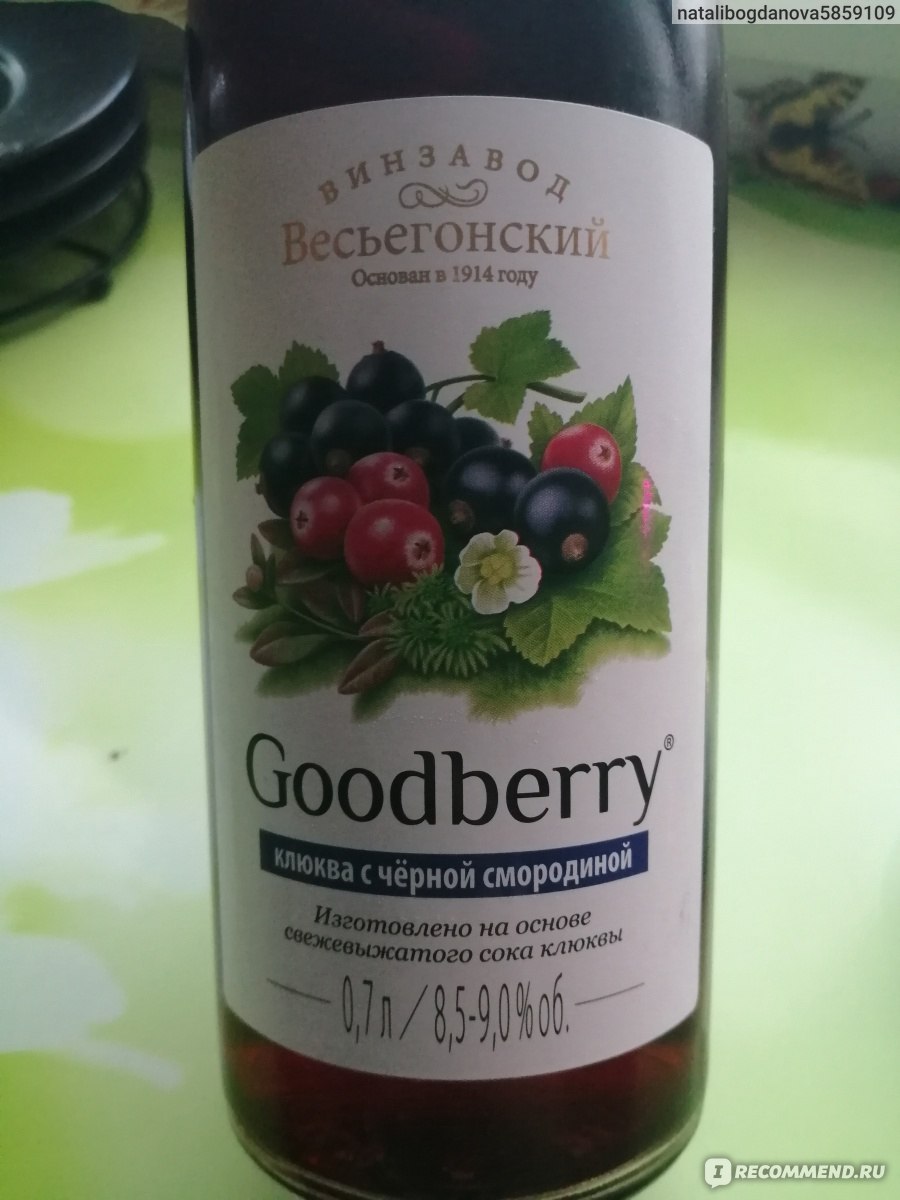 natalibogdanova5859109
ВИНЗАВОД
Весьегонский
Основан в 1914 году
Goodberry®
клюква с чёрной смородиной
Изготовлено на основе
свежевыжатого сока клюквы
0,7 л / 8,5-9,0% об.
I RECOMMEND.RU